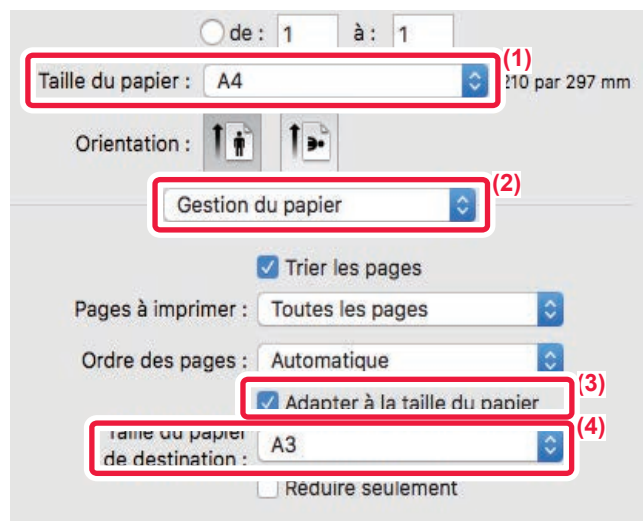 de : 1 à : 1
(1)
Taille du papier : A4 210 par 297 mm
Orientation :
(2)
Gestion du papier
Trier les pages
Pages à imprimer : Toutes les pages
Ordre des pages : Automatique
(3)
Adapter à la taille du papier
(4)
Taille du papier
de destination : A3
Réduire seulement